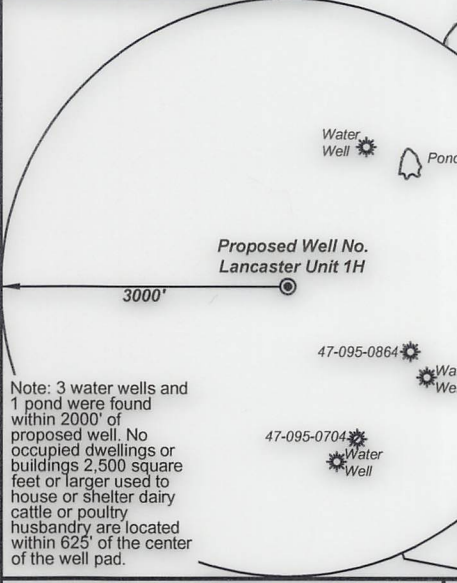 Water
Well
Pond
Proposed Well No.
Lancaster Unit 1H
3000'
47-095-0864
Note: 3 water wells and
1 pond were found
within 2000' of
proposed well. No
occupied dwellings or
buildings 2,500 square
feet or larger used to
house or shelter dairy
cattle or poultry
husbandry are located
within 625' of the center
of the well pad.
47-095-0704
Water
Well